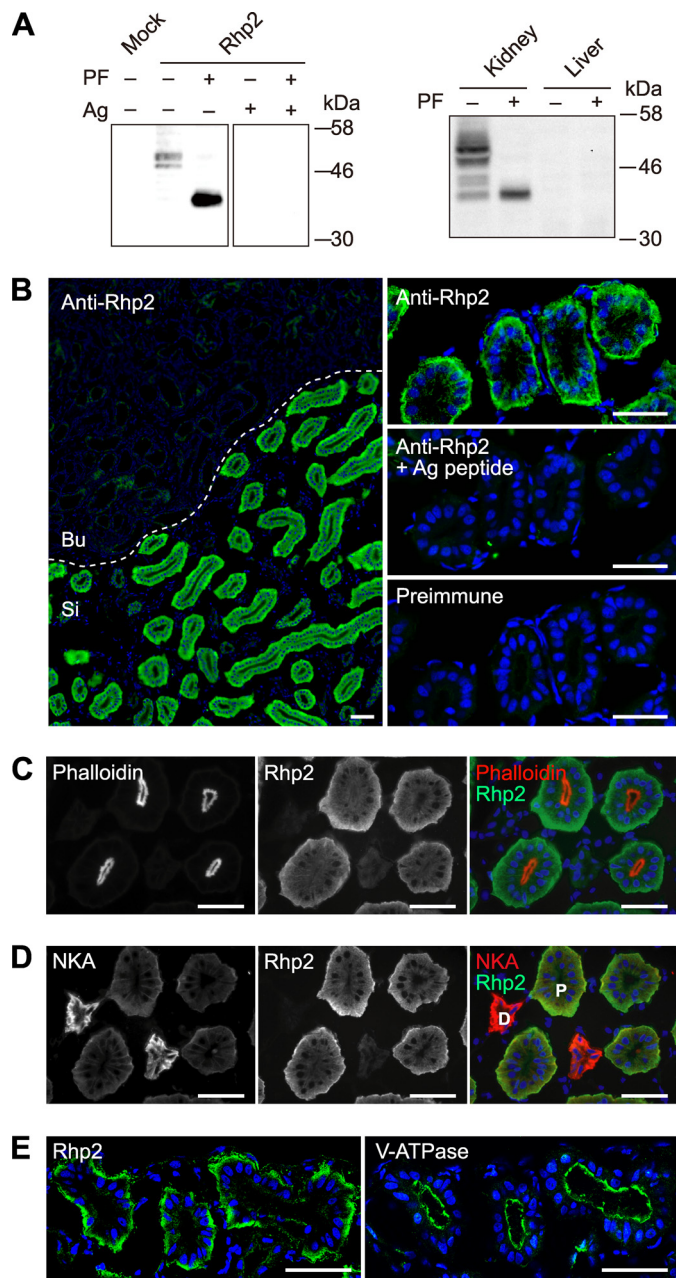 A
Mock
Rhp2
PF – – + – +
Ag – – – + +
kDa
–58
–46
–30
Kidney
Liver
PF – + – +
kDa
–58
–46
–30
B
Anti-Rhp2
Bu
Si
Anti-Rhp2
Anti-Rhp2
+ Ag peptide
Preimmune
C
Phalloidin
Rhp2
Phalloidin
Rhp2
D
NKA
Rhp2
NKA
Rhp2
P
D
E
Rhp2
V-ATPase